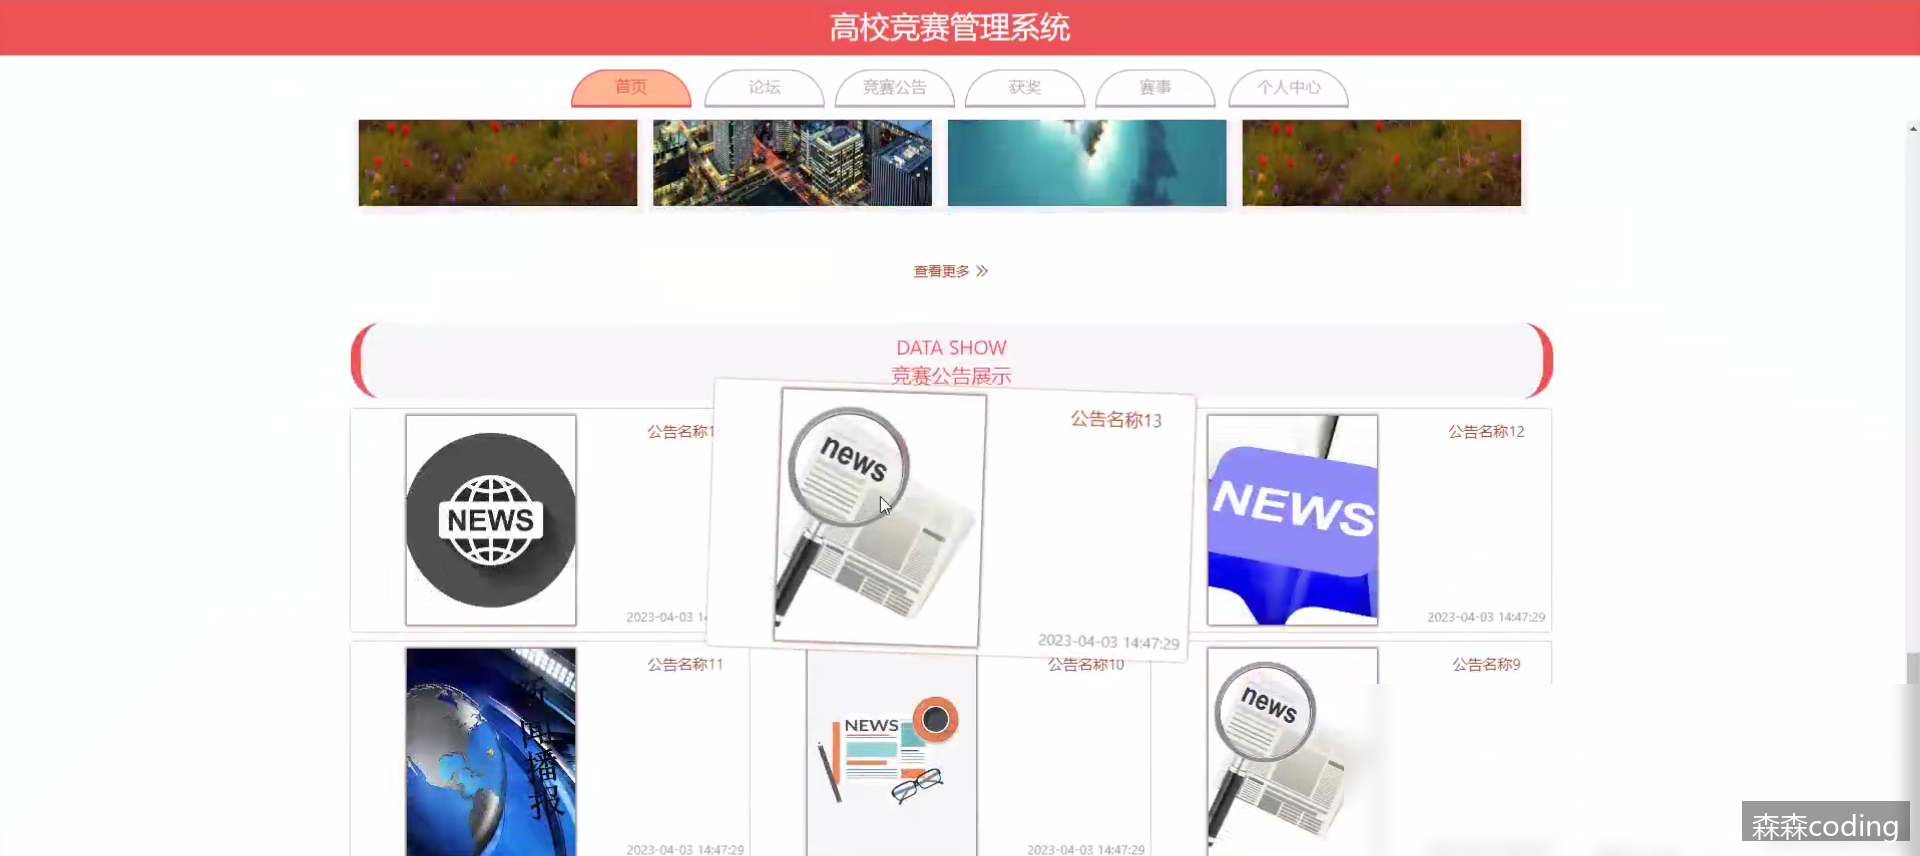 高校竞赛管理系统
首页
论坛
竞赛公告
获奖
赛事
个人中心
查看更多
DATA SHOW
竞赛公告展示
NEWS
公告名称1
2023-04-03 14:
news
公告名称13
2023-04-03 14:47:29
NEWS
公告名称12
2023-04-03 14:47:29
播报
公告名称11
2023-04-03 14:47:29
NEWS
公告名称10
2023-04-03 14:47:29
news
公告名称9
森森coding